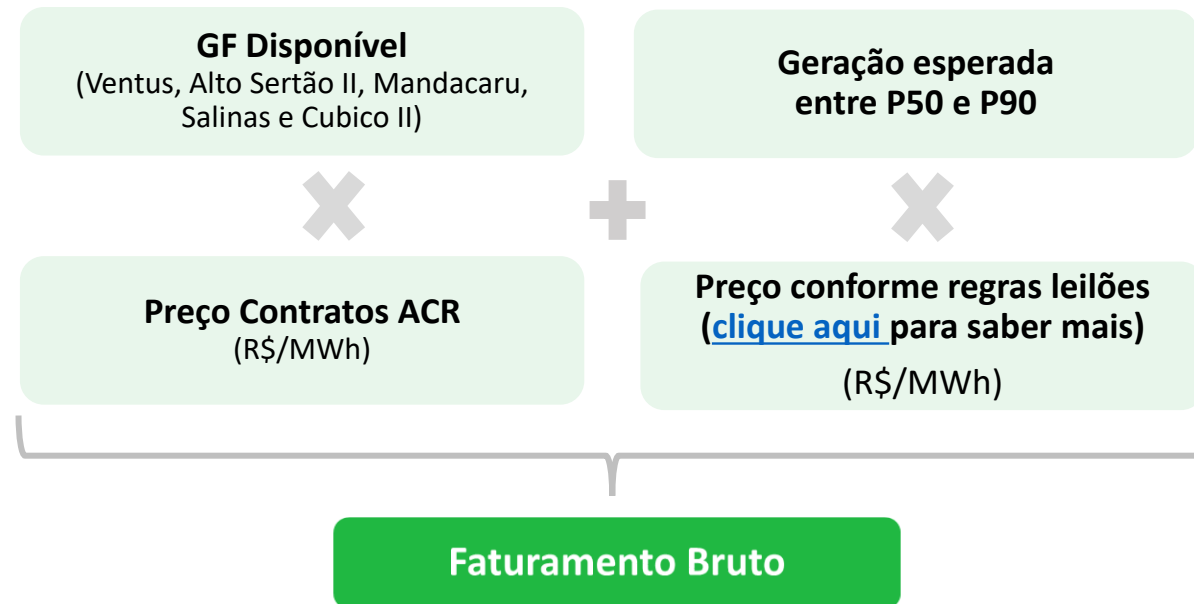 GF Disponível
(Ventus, Alto Sertão II, Mandacaru,
Salinas e Cubico II)
Geração esperada
entre P50 e P90
Preço Contratos ACR
(R$/MWh)
Preço conforme regras leilões
(clique aqui para saber mais)
(R$/MWh)
Faturamento Bruto